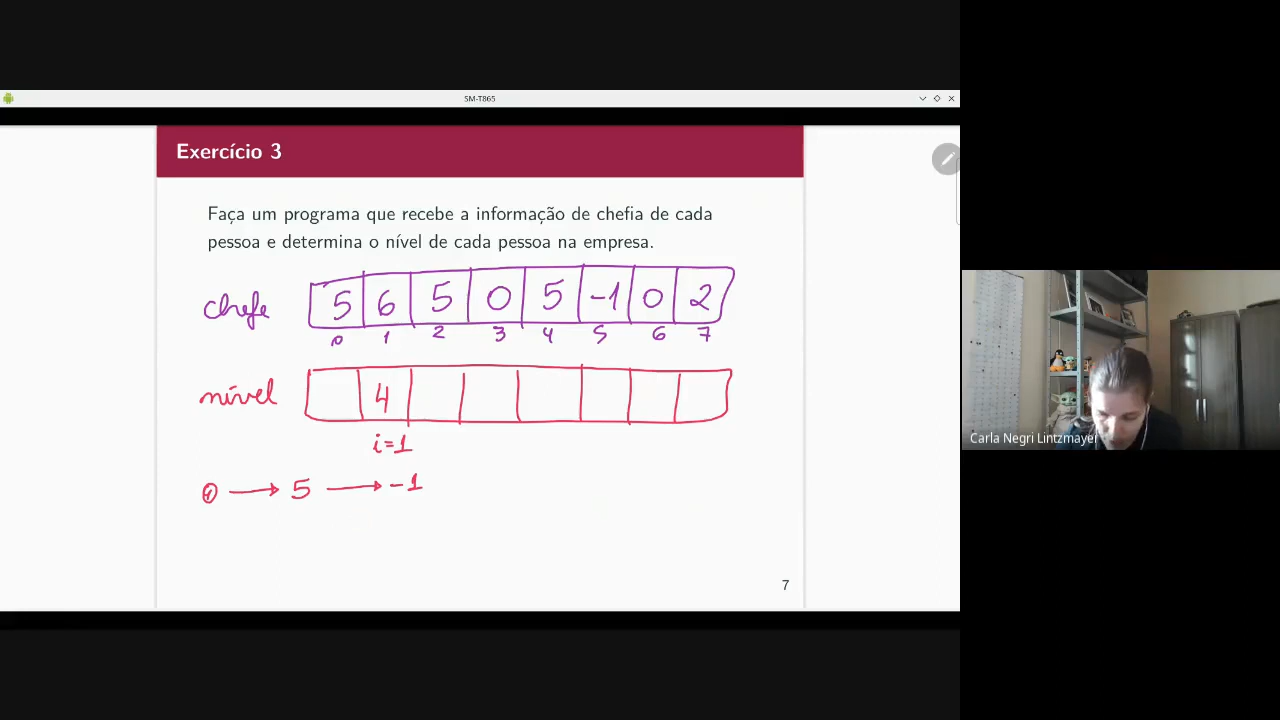 SM-T865
Exercício 3
Faça um programa que recebe a informação de chefia de cada
pessoa e determina o nível de cada pessoa na empresa.
chefe 5 6 5 0 5 -1 0 2
0 1 2 3 4 5 6 7
nível 4
i=1
0 → 5 → -1
7
Carla Negri Lintzmayer